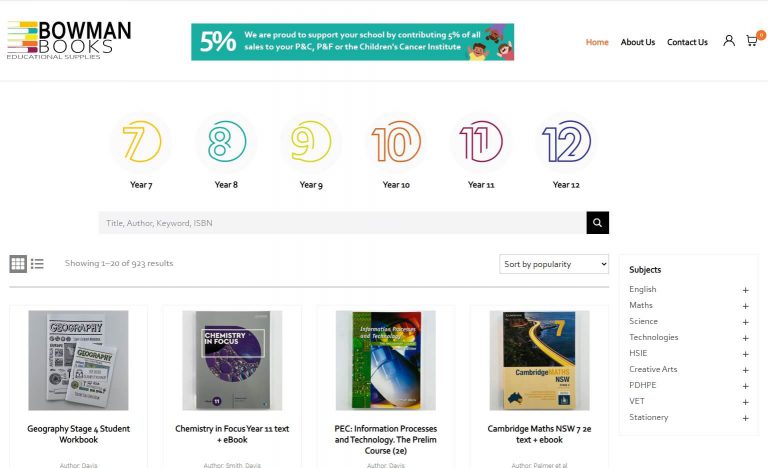 BOWMAN
BOOKS
EDUCATIONAL SUPPLIES
5%
We are proud to support your school by contributing 5% of all
sales to your P&C, P&F or the Children's Cancer Institute
Home
About Us
Contact Us
0
7
8
9
10
11
12
Year 7
Year 8
Year 9
Year 10
Year 11
Year 12
Title, Author, Keyword, ISBN
Showing 1–20 of 923 results
Sort by popularity
Subjects
English +
Maths +
Science +
Technologies +
HSIE +
Creative Arts +
PDHPE +
VET +
Stationery +
GEOGRAPHY
GEOGRAPHY
CHEMISTRY
IN FOCUS
YEAR
11
Information Processes
and Technology
CAMBRIDGE
7
CambridgeMATHS
NSW
Geography Stage 4 Student
Workbook
Author: Davis
Chemistry in Focus Year 11 text
+ eBook
Author: Smith, Davis
PEC: Information Processes
and Technology. The Prelim
Course (2e)
Author: Davis
Cambridge Maths NSW 7 2e
text + ebook
Author: Palmer et al